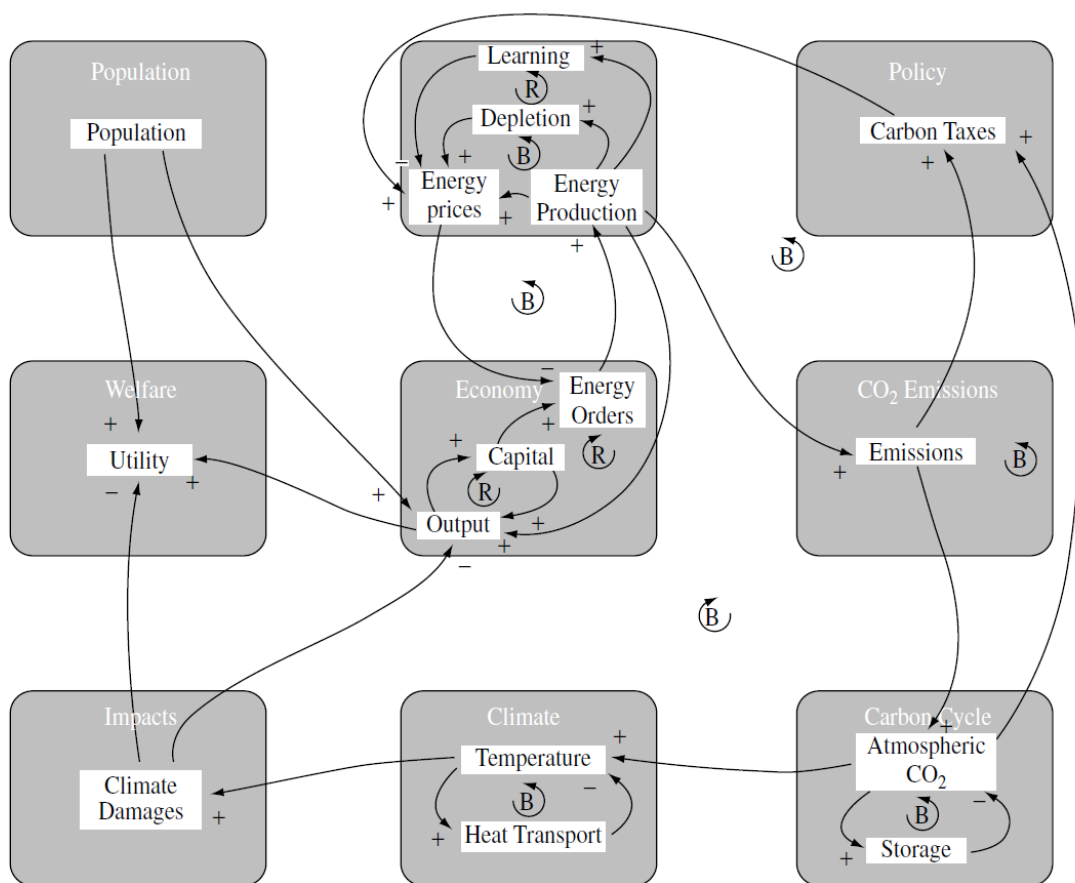 Population
Population
Learning
+
R
Depletion
+
B
−
+
Energy
prices
+
+
Energy
Production
+
Policy
Carbon Taxes
+
+
B
B
Welfare
+
Utility
−
+
Economy
−
Energy
Orders
+
R
+
Capital
R
+
Output
+
+
−
CO₂ Emissions
Emissions
+
B
B
Impacts
Climate
Damages
+
Climate
+
Temperature
−
B
+
Heat Transport
Carbon Cycle
+
Atmospheric
CO₂
−
B
+
Storage